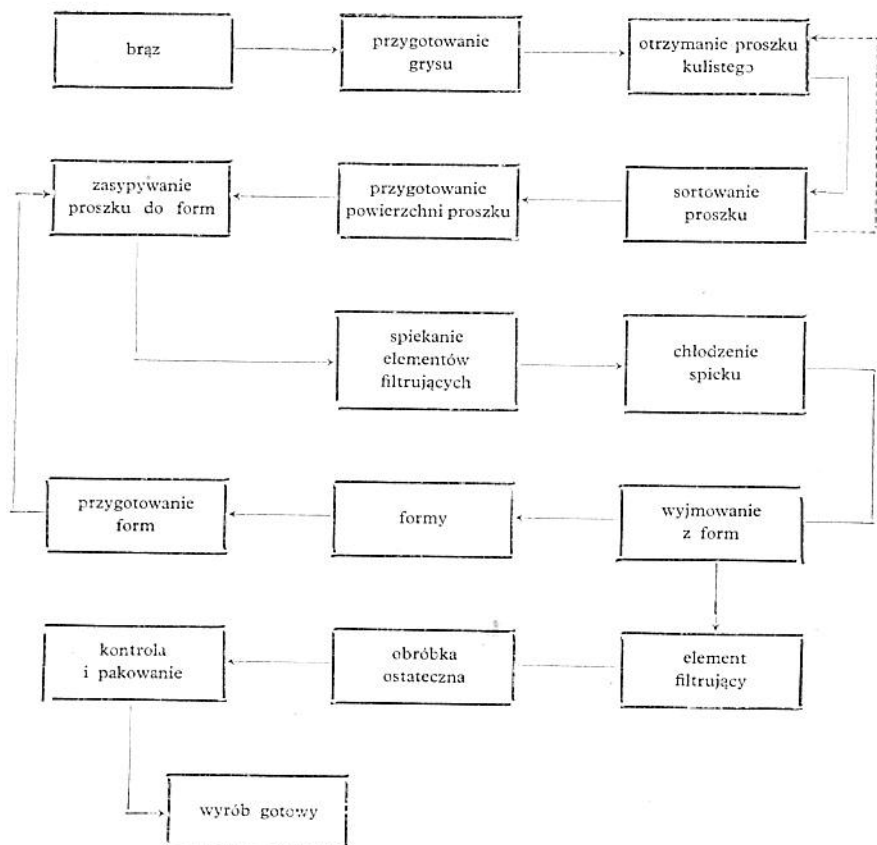 brąz
przygotowanie
grysu
otrzymanie proszku
kulistego
zasypywanie
proszku do form
przygotowanie
powierzchni proszku
sortowanie
proszku
spiekanie
elementów
filtrujących
chłodzenie
spieku
przygotowanie
form
formy
wyjmowanie
z form
kontrola
i pakowanie
obróbka
ostateczna
element
filtrujący
wyrób gotowy